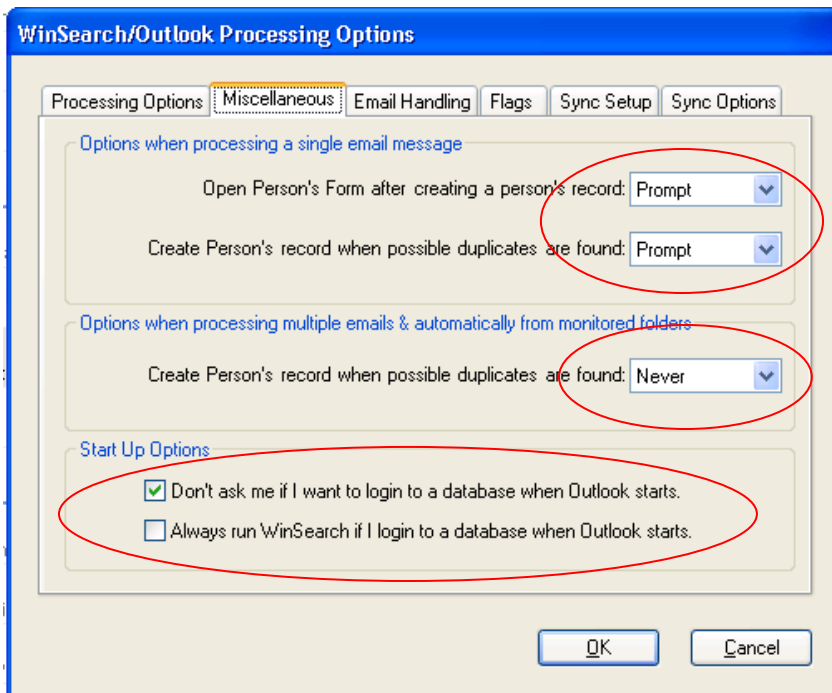 WinSearch/Outlook Processing Options
Processing Options Miscellaneous Email Handling Flags Sync Setup Sync Options
Options when processing a single email message
Open Person's Form after creating a person's record: Prompt
Create Person's record when possible duplicates are found: Prompt
Options when processing multiple emails & automatically from monitored folders
Create Person's record when possible duplicates are found: Never
Start Up Options
Don't ask me if I want to login to a database when Outlook starts.
Always run WinSearch if I login to a database when Outlook starts.
OK Cancel